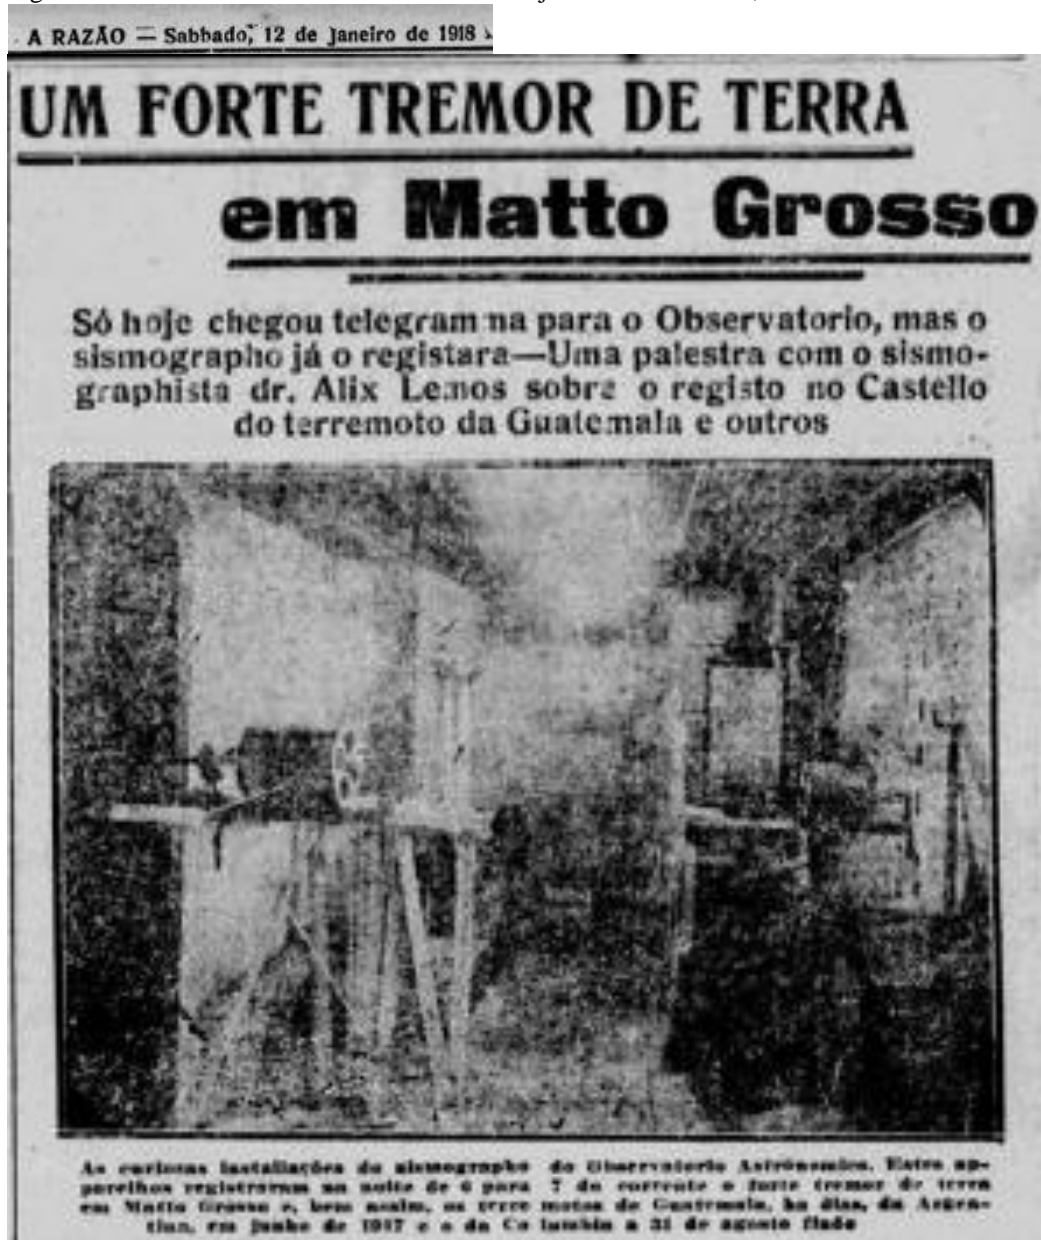 A RAZÃO — Sabbado, 12 de Janeiro de 1918
UM FORTE TREMOR DE TERRA
em Matto Grosso
Só hoje chegou telegramma para o Observatorio, mas o
sismographo já o registara—Uma palestra com o sismo-
graphista dr. Alix Lemos sobre o registo no Castello
do terremoto da Guatemala e outros
As curiosas installações do sismographo do Observatorio Astronomico. Estes ap-
parelhos registraram na noite de 6 para 7 do corrente o forte tremor de terra
em Matto Grosso e, bem assim, os terremotos de Guatemala, ha dias, da Argen-
tina, em junho de 1917 e o da Columbia a 31 de agosto findo